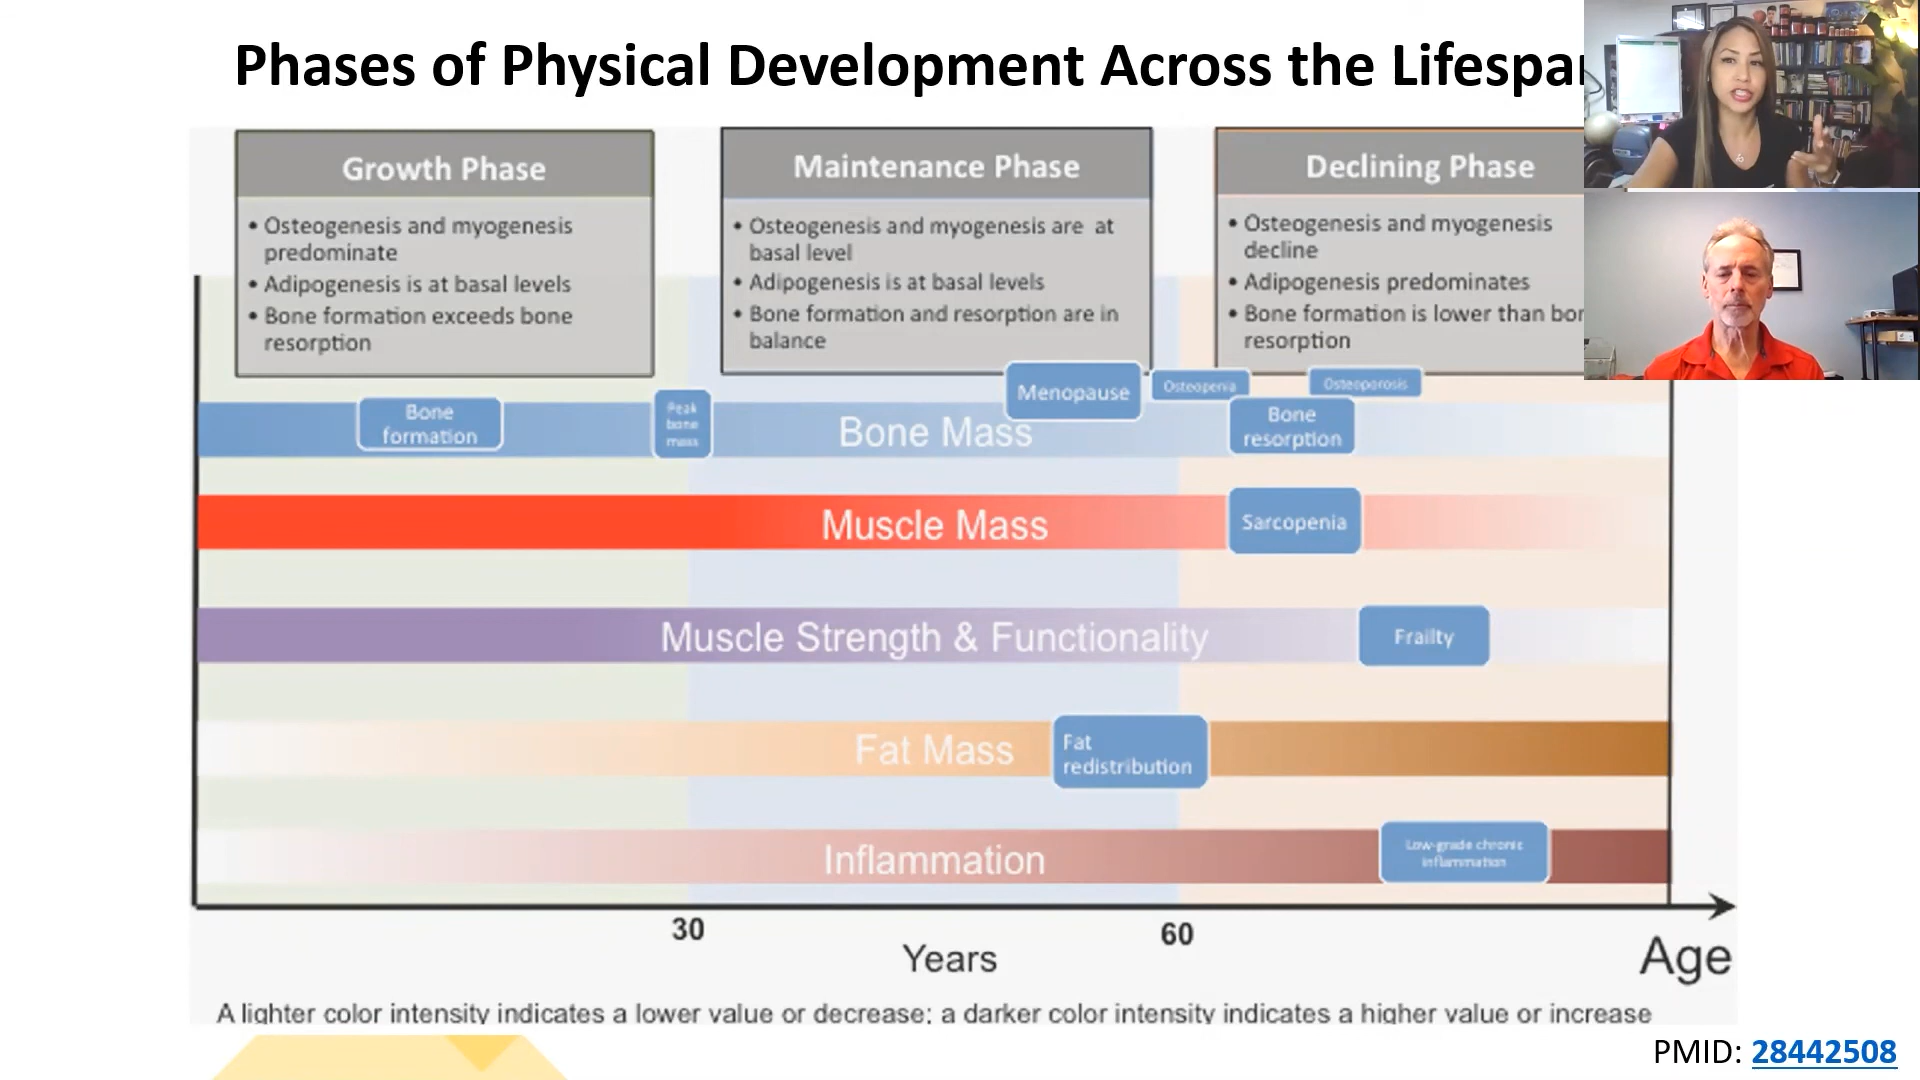 Phases of Physical Development Across the Lifespan
Growth Phase
• Osteogenesis and myogenesis
predominate
• Adipogenesis is at basal levels
• Bone formation exceeds bone
resorption
Maintenance Phase
• Osteogenesis and myogenesis are at
basal level
• Adipogenesis is at basal levels
• Bone formation and resorption are in
balance
Declining Phase
• Osteogenesis and myogenesis
decline
• Adipogenesis predominates
• Bone formation is lower than
resorption
Bone
formation
Peak
bone
mass
Bone Mass
Menopause
Osteopenia
Osteoporosis
Bone
resorption
Muscle Mass
Sarcopenia
Muscle Strength & Functionality
Frailty
Fat Mass
Fat
redistribution
Inflammation
Low-grade chronic
inflammation
30
60
Years
Age
A lighter color intensity indicates a lower value or decrease; a darker color intensity indicates a higher value or increase
PMID: 28442508